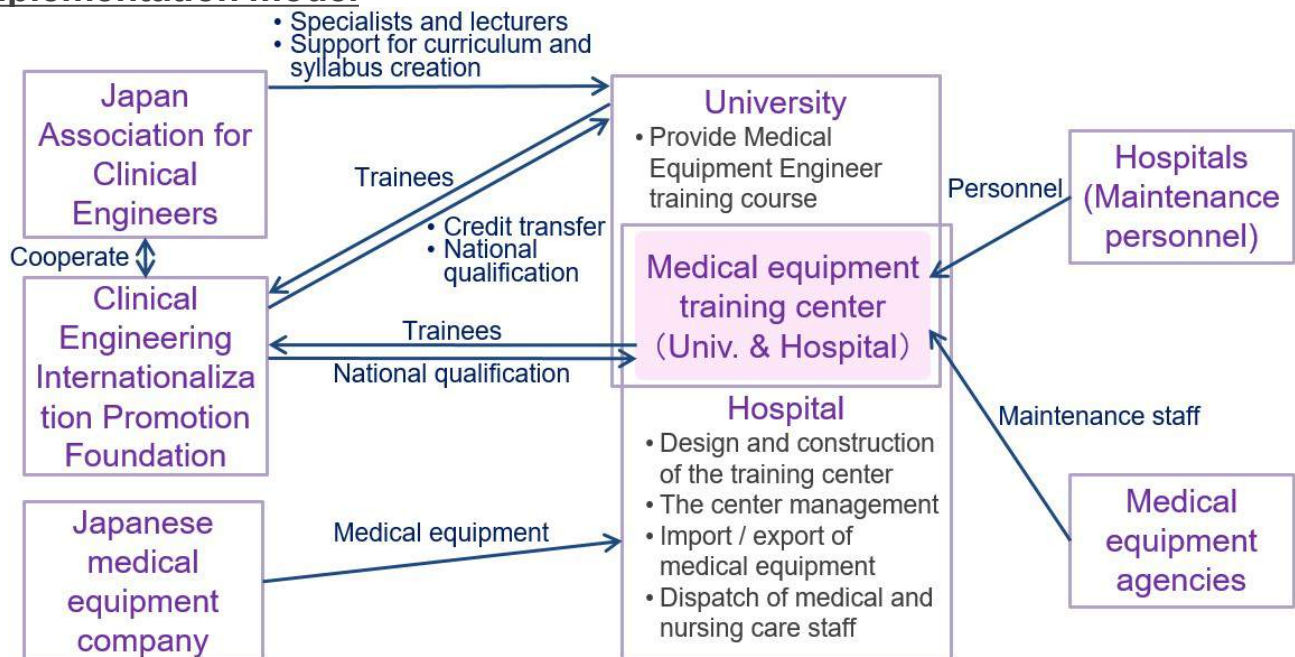 • Specialists and lecturers
• Support for curriculum and
syllabus creation
Japan
Association for
Clinical
Engineers
Cooperate
Clinical
Engineering
Internationaliza
tion Promotion
Foundation
Japanese
medical
equipment
company
Trainees
• Credit transfer
• National
qualification
Trainees
National qualification
Medical equipment
University
• Provide Medical
Equipment Engineer
training course
Medical equipment
training center
（Univ. & Hospital）
Hospital
• Design and construction
of the training center
• The center management
• Import / export of
medical equipment
• Dispatch of medical and
nursing care staff
Personnel
Maintenance staff
Hospitals
(Maintenance
personnel)
Medical
equipment
agencies